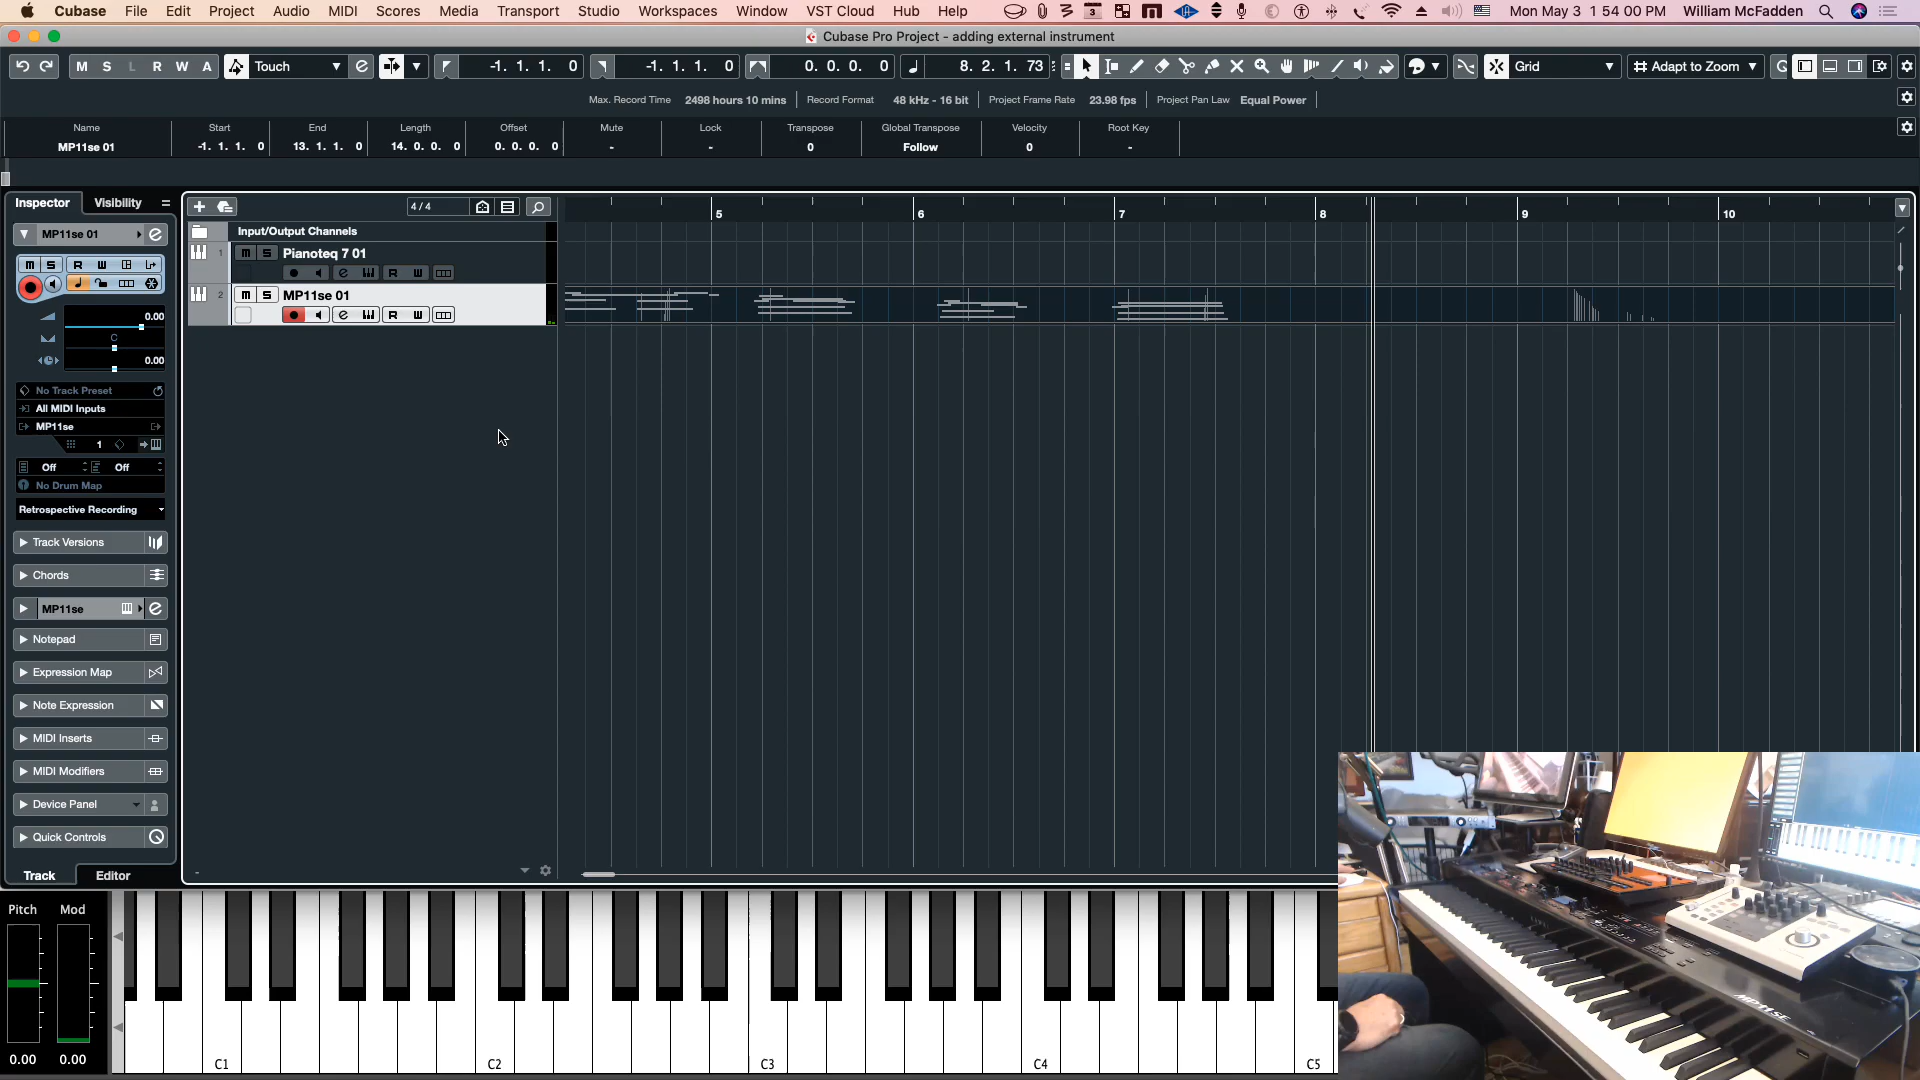 Cubase File Edit Project Audio MIDI Scores Media Transport Studio Workspaces Window VST Cloud Hub Help 3 Mon May 3 1 54 00 PM William McFadden
Cubase Pro Project - adding external instrument
M S L R W A Touch -1. 1. 1. 0 -1. 1. 1. 0 0. 0. 0. 0 8. 2. 1. 73 Grid Adapt to Zoom
Max. Record Time 2498 hours 10 mins Record Format 48 kHz - 16 bit Project Frame Rate 23.98 fps Project Pan Law Equal Power
Name Start End Length Offset Mute Lock Transpose Global Transpose Velocity Root Key
MP11se 01 -1. 1. 1. 0 13. 1. 1. 0 14. 0. 0. 0 0. 0. 0. 0 - - 0 Follow 0 -
Inspector Visibility 4/4
5 6 7 8 9 10
MP11se 01 Input/Output Channels
1 M S Pianoteq 7 01
M S R W R W
2 M S MP11se 01
R W
0.00
C
0.00
No Track Preset
All MIDI Inputs
MP11se
1
Off Off
No Drum Map
Retrospective Recording
Track Versions
Chords
MP11se
Notepad
Expression Map
Note Expression
MIDI Inserts
MIDI Modifiers
Device Panel
Quick Controls
Track Editor
Pitch Mod
0.00 0.00
C1 C2 C3 C4 C5
MP11SE